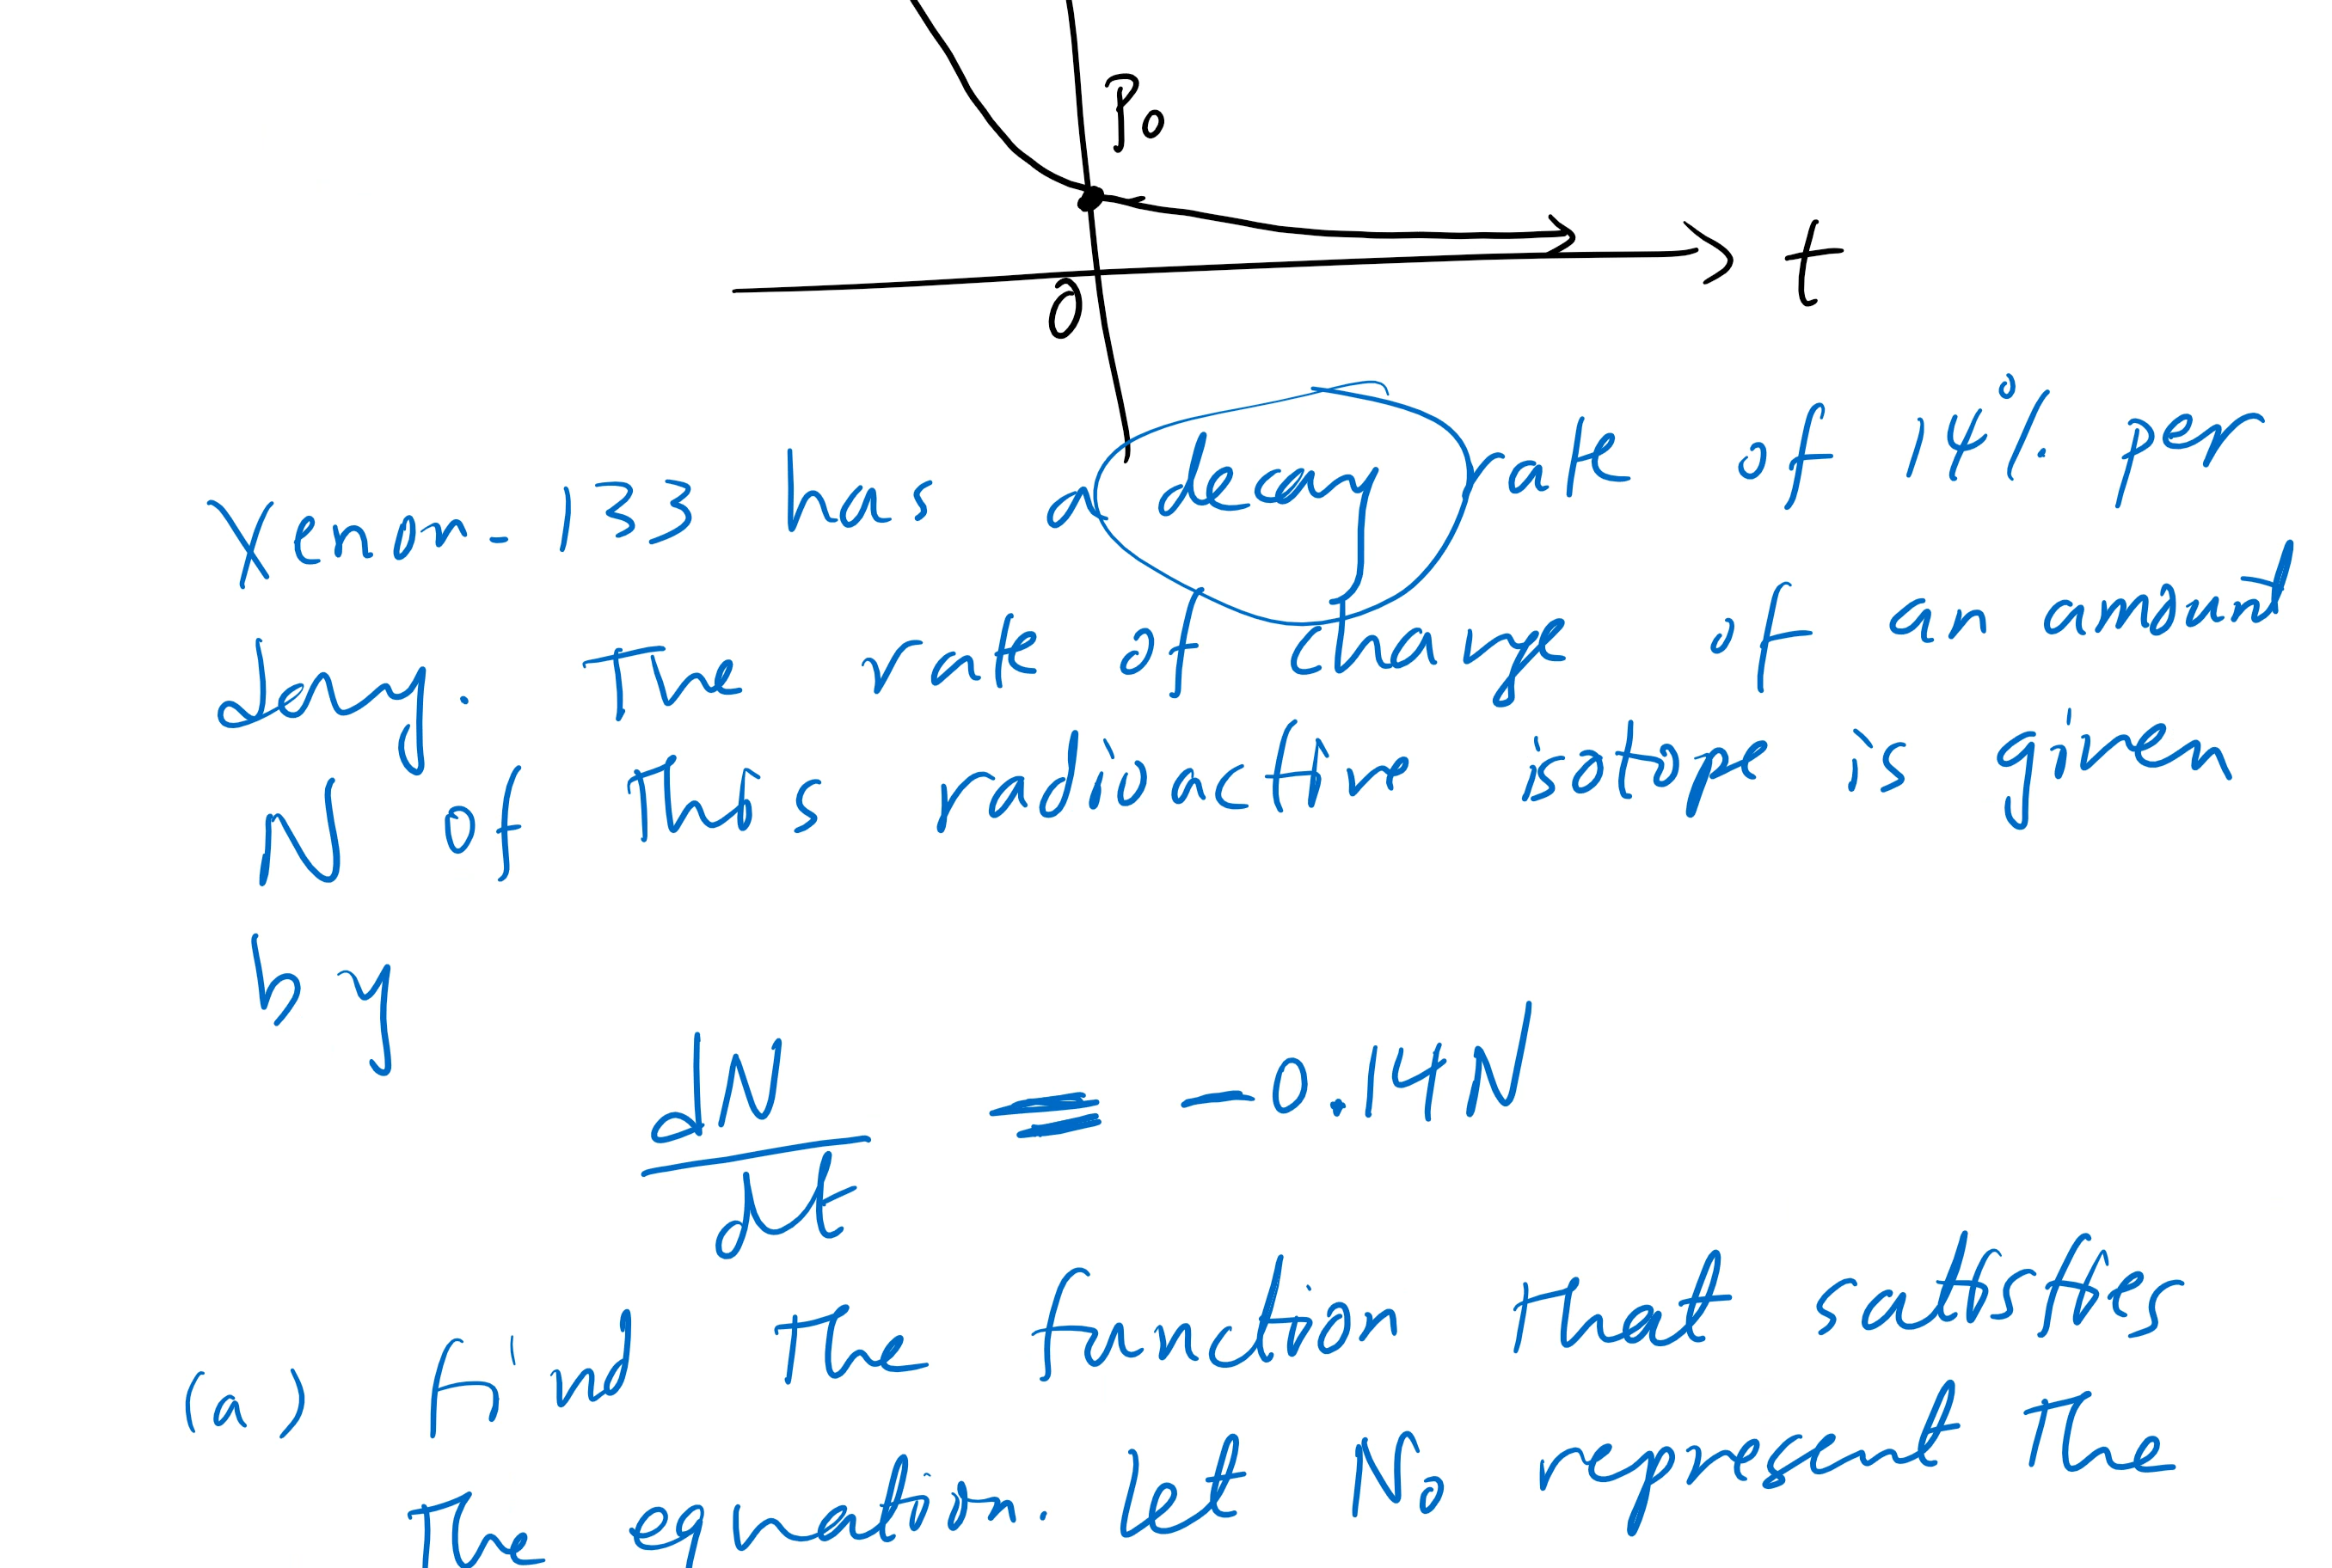 P₀
t
0
Xenon-133 has a decay rate of 14% per
day. The rate of change of an amount
N of this radioactive isotope is given
by
dN/dt = -0.14N
(a) Find the function that satisfies
the equation. let N₀ represent the